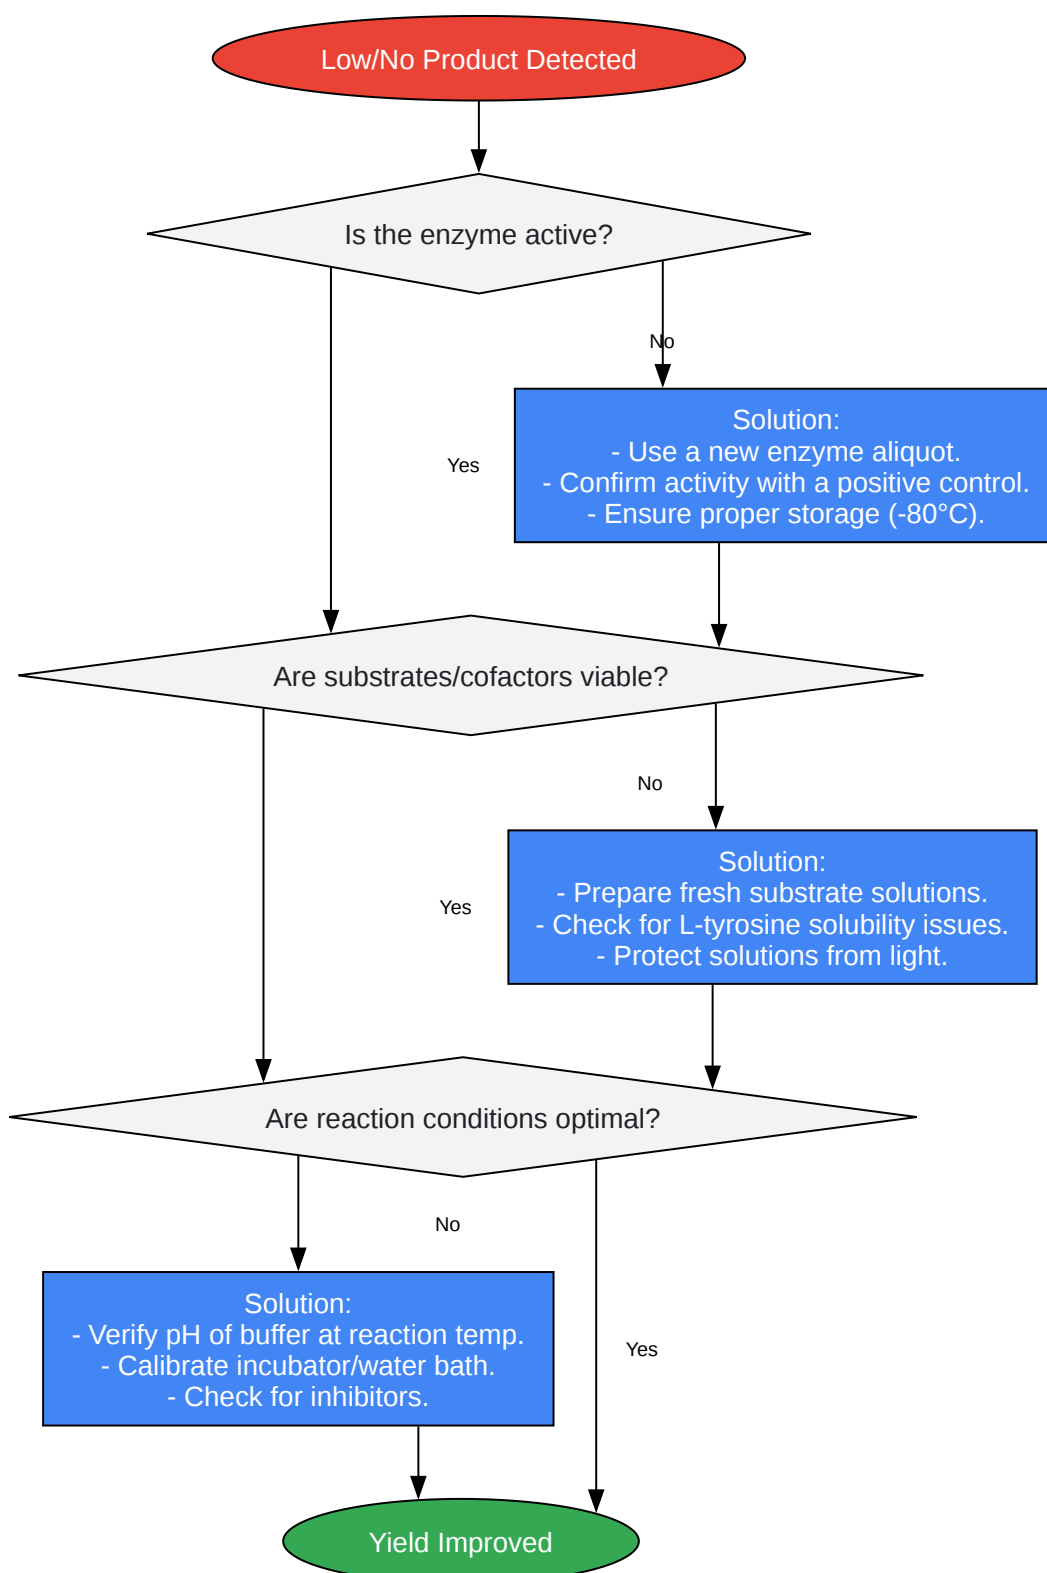 Low/No Product Detected
Is the enzyme active?
No
Solution:
- Use a new enzyme aliquot.
- Confirm activity with a positive control.
- Ensure proper storage (-80°C).
Yes
Are substrates/cofactors viable?
No
Solution:
- Prepare fresh substrate solutions.
- Check for L-tyrosine solubility issues.
- Protect solutions from light.
Yes
Are reaction conditions optimal?
No
Solution:
- Verify pH of buffer at reaction temp.
- Calibrate incubator/water bath.
- Check for inhibitors.
Yes
Yield Improved